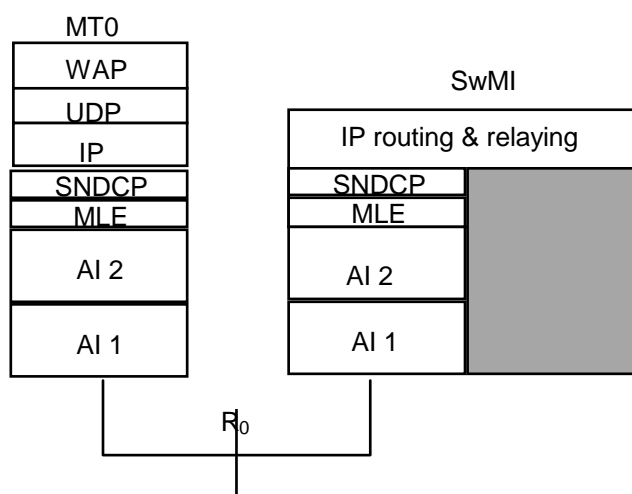 MT0
WAP
UDP
IP
SNDCP
MLE
AI 2
AI 1
SwMI
IP routing & relaying
SNDCP
MLE
AI 2
AI 1
R₀